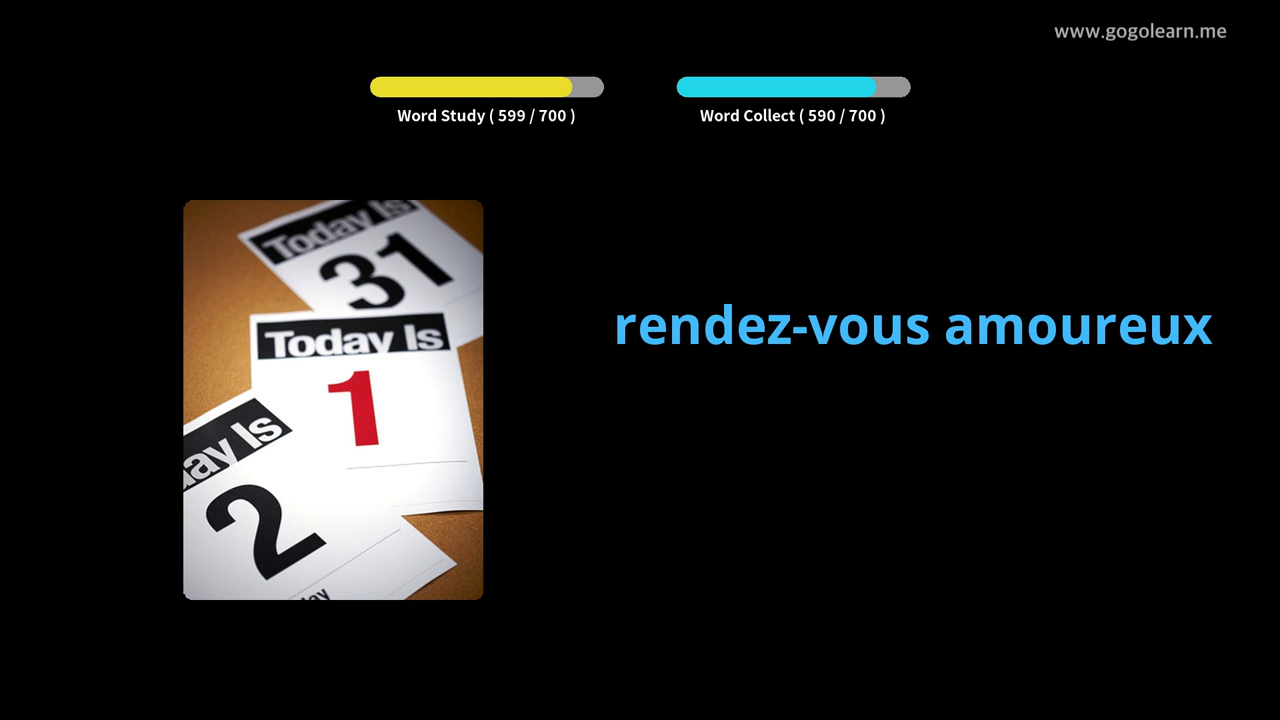 www.gogolearn.me
Word Study ( 599 / 700 )
Word Collect ( 590 / 700 )
Today Is
31
Today Is
1
ay Is
2
ay
rendez-vous amoureux